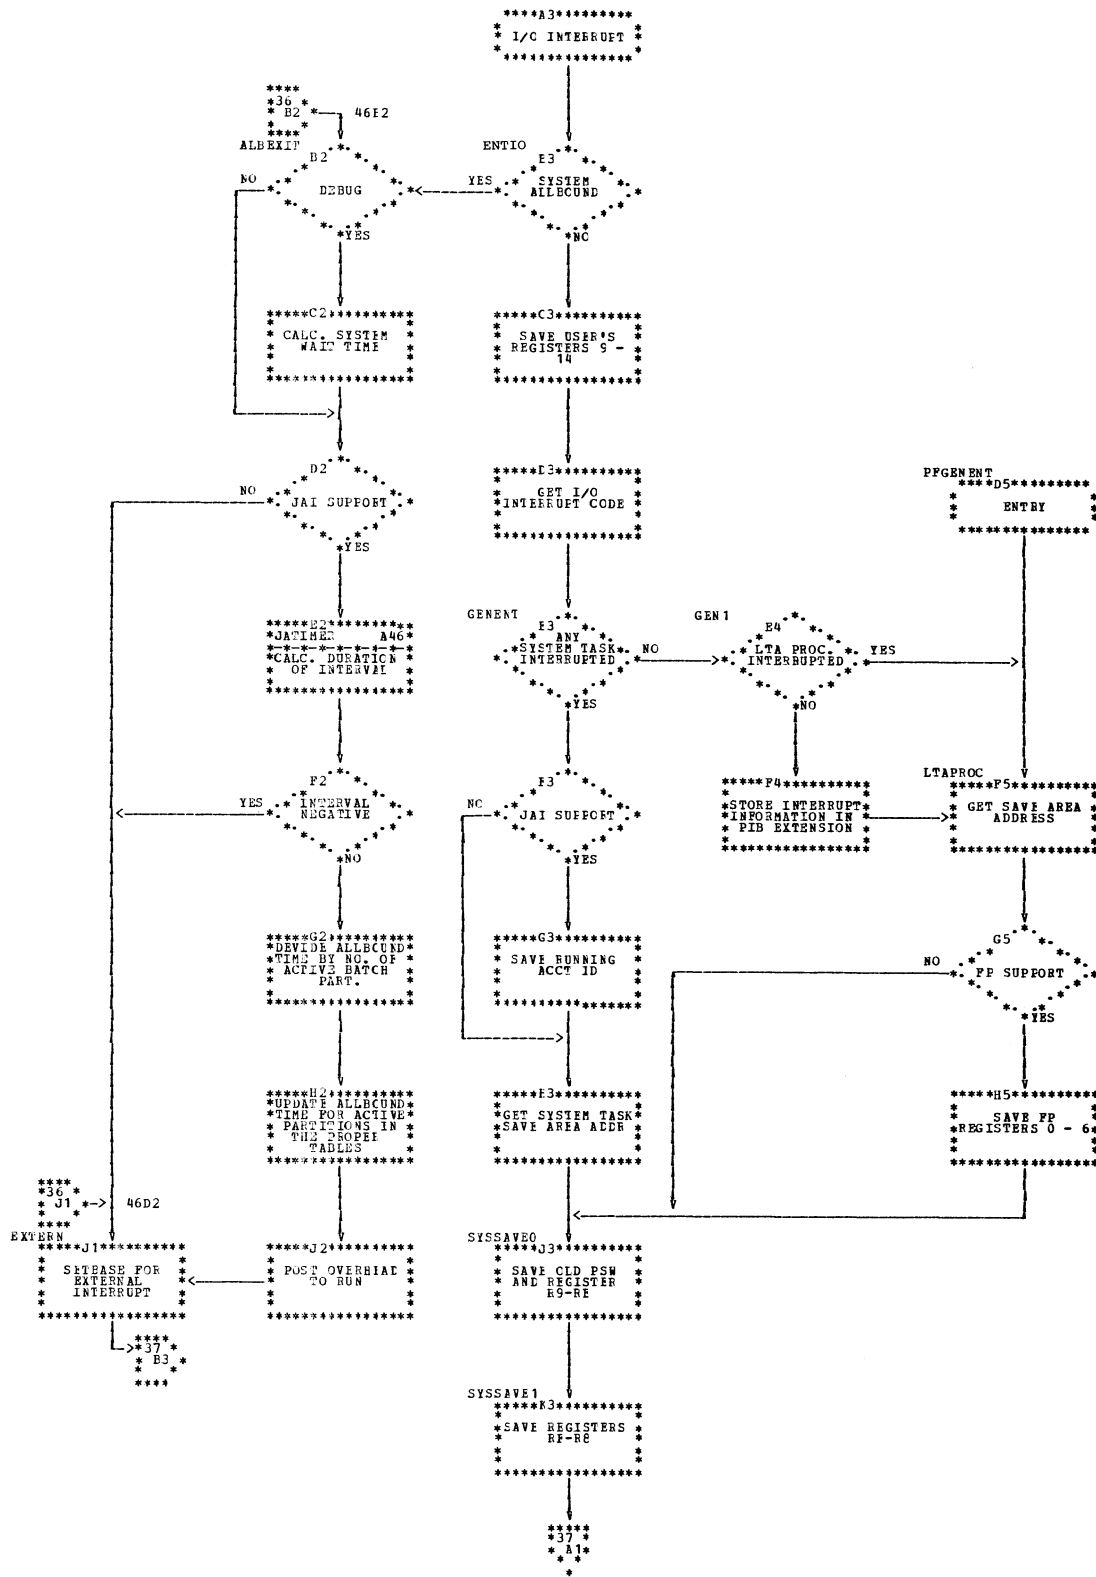 A3
I/O INTERRUPT
36
B2
46E2
ALBEXIT
B2
DEBUG
NO
YES
ENTIO
E3
SYSTEM
ALLBOUND
YES
NC
C2
CALC. SYSTEM
WAIT TIME
C3
SAVE USER'S
REGISTERS 9 -
14
D2
JAI SUPPORT
NO
YES
D3
GET I/O
INTERRUPT CODE
PFGENENT
D5
ENTRY
E2
JATIMER A46
CALC. DURATION
OF INTERVAL
GENENT
E3
ANY
SYSTEM TASK
INTERRUPTED
NO
YES
GEN1
E4
LTA PROC.
INTERRUPTED
YES
NO
F2
INTERVAL
NEGATIVE
YES
NO
F3
JAI SUPPORT
NC
YES
F4
STORE INTERRUPT
INFORMATION IN
PIB EXTENSION
LTAPROC
F5
GET SAVE AREA
ADDRESS
G2
DEVIDE ALLBCUND
TIME BY NO. OF
ACTIVE BATCH
PART.
G3
SAVE RUNNING
ACCT ID
G5
FP SUPPORT
NO
YES
H2
UPDATE ALLBCUND
TIME FOR ACTIVE
PARTITIONS IN
THE PROPER
TABLES
H3
GET SYSTEM TASK
SAVE AREA ADDR
H5
SAVE FP
REGISTERS 0 - 6
36
J1
46D2
EXTERN
J1
SETBASE FOR
EXTERNAL
INTERRUPT
J2
POST OVERHEAD
TO RUN
SYSSAVE0
J3
SAVE CLD PSW
AND REGISTER
R9-RE
37
B3
SYSSAVE1
K3
SAVE REGISTERS
RF-R8
37
A1